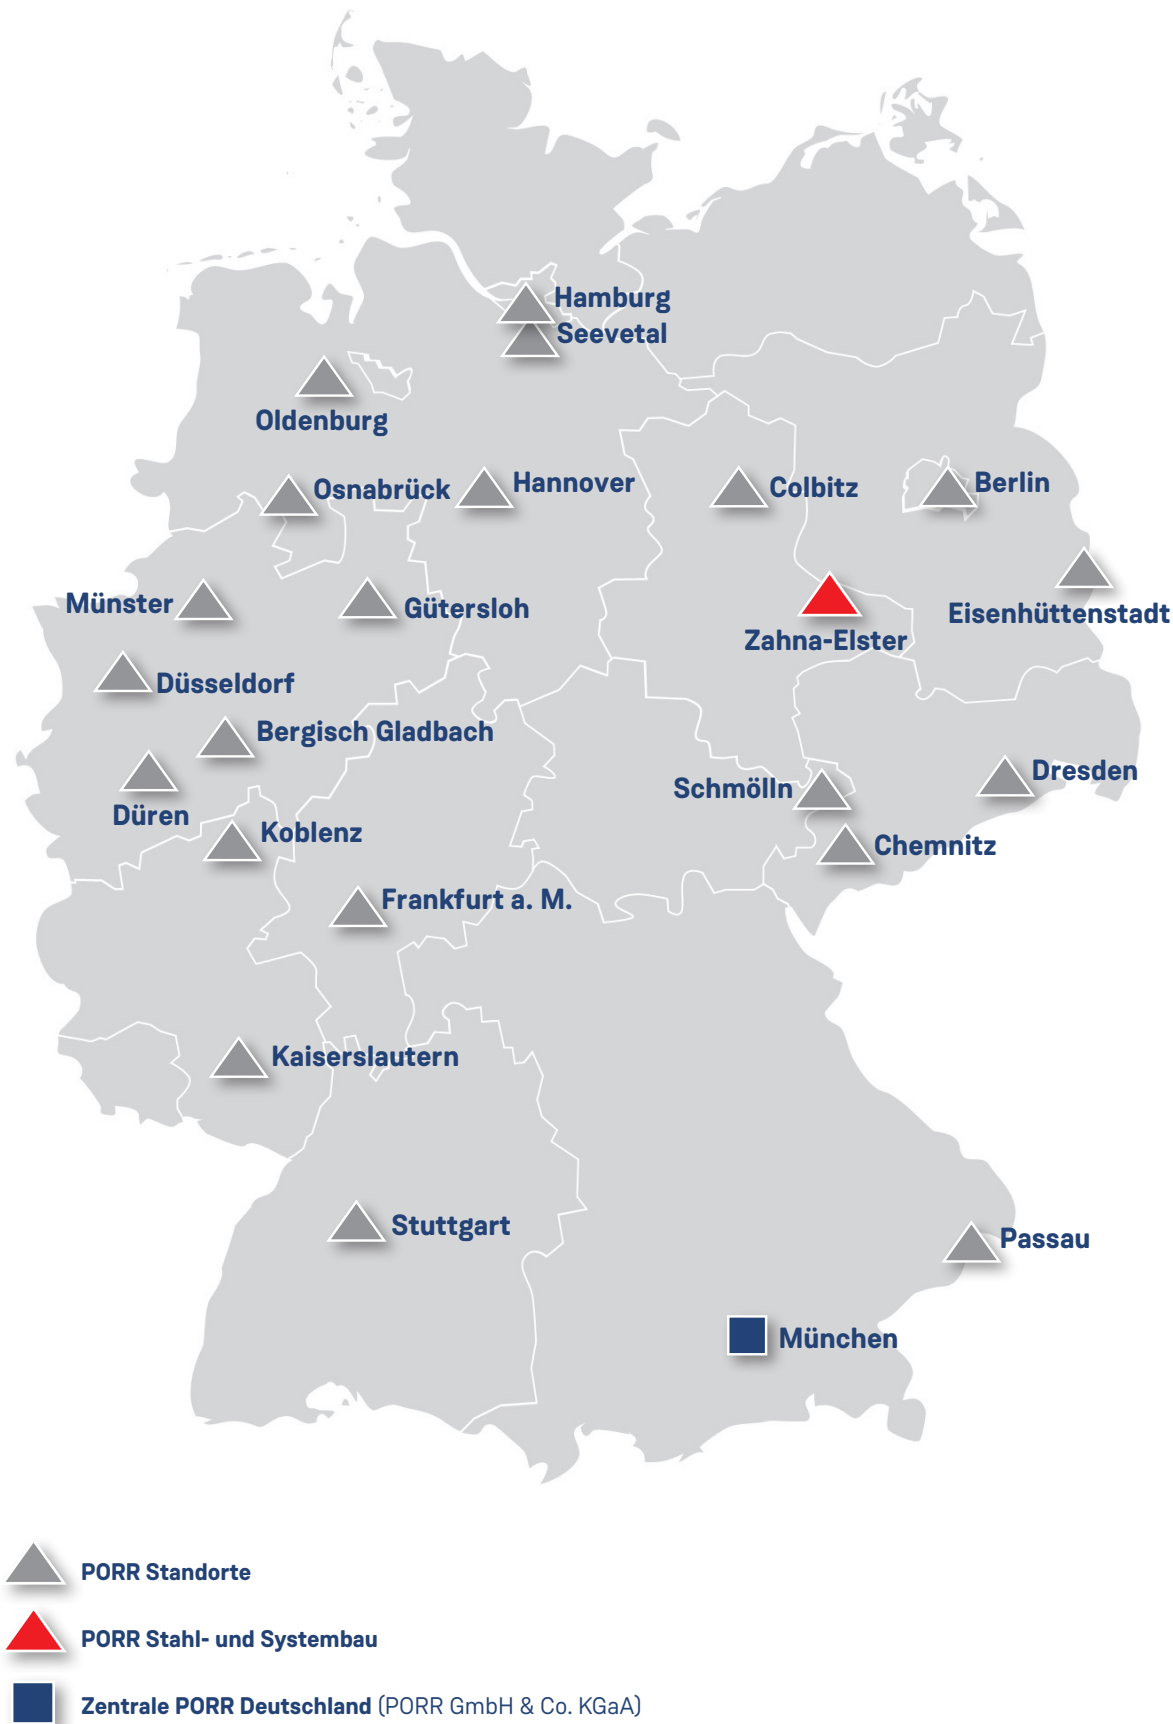 Hamburg
Seevetal
Oldenburg
Osnabrück
Hannover
Colbitz
Berlin
Münster
Gütersloh
Eisenhüttenstadt
Zahna-Elster
Düsseldorf
Bergisch Gladbach
Düren
Schmölln
Dresden
Koblenz
Chemnitz
Frankfurt a. M.
Kaiserslautern
Stuttgart
Passau
München
PORR Standorte
PORR Stahl- und Systembau
Zentrale PORR Deutschland (PORR GmbH & Co. KGaA)